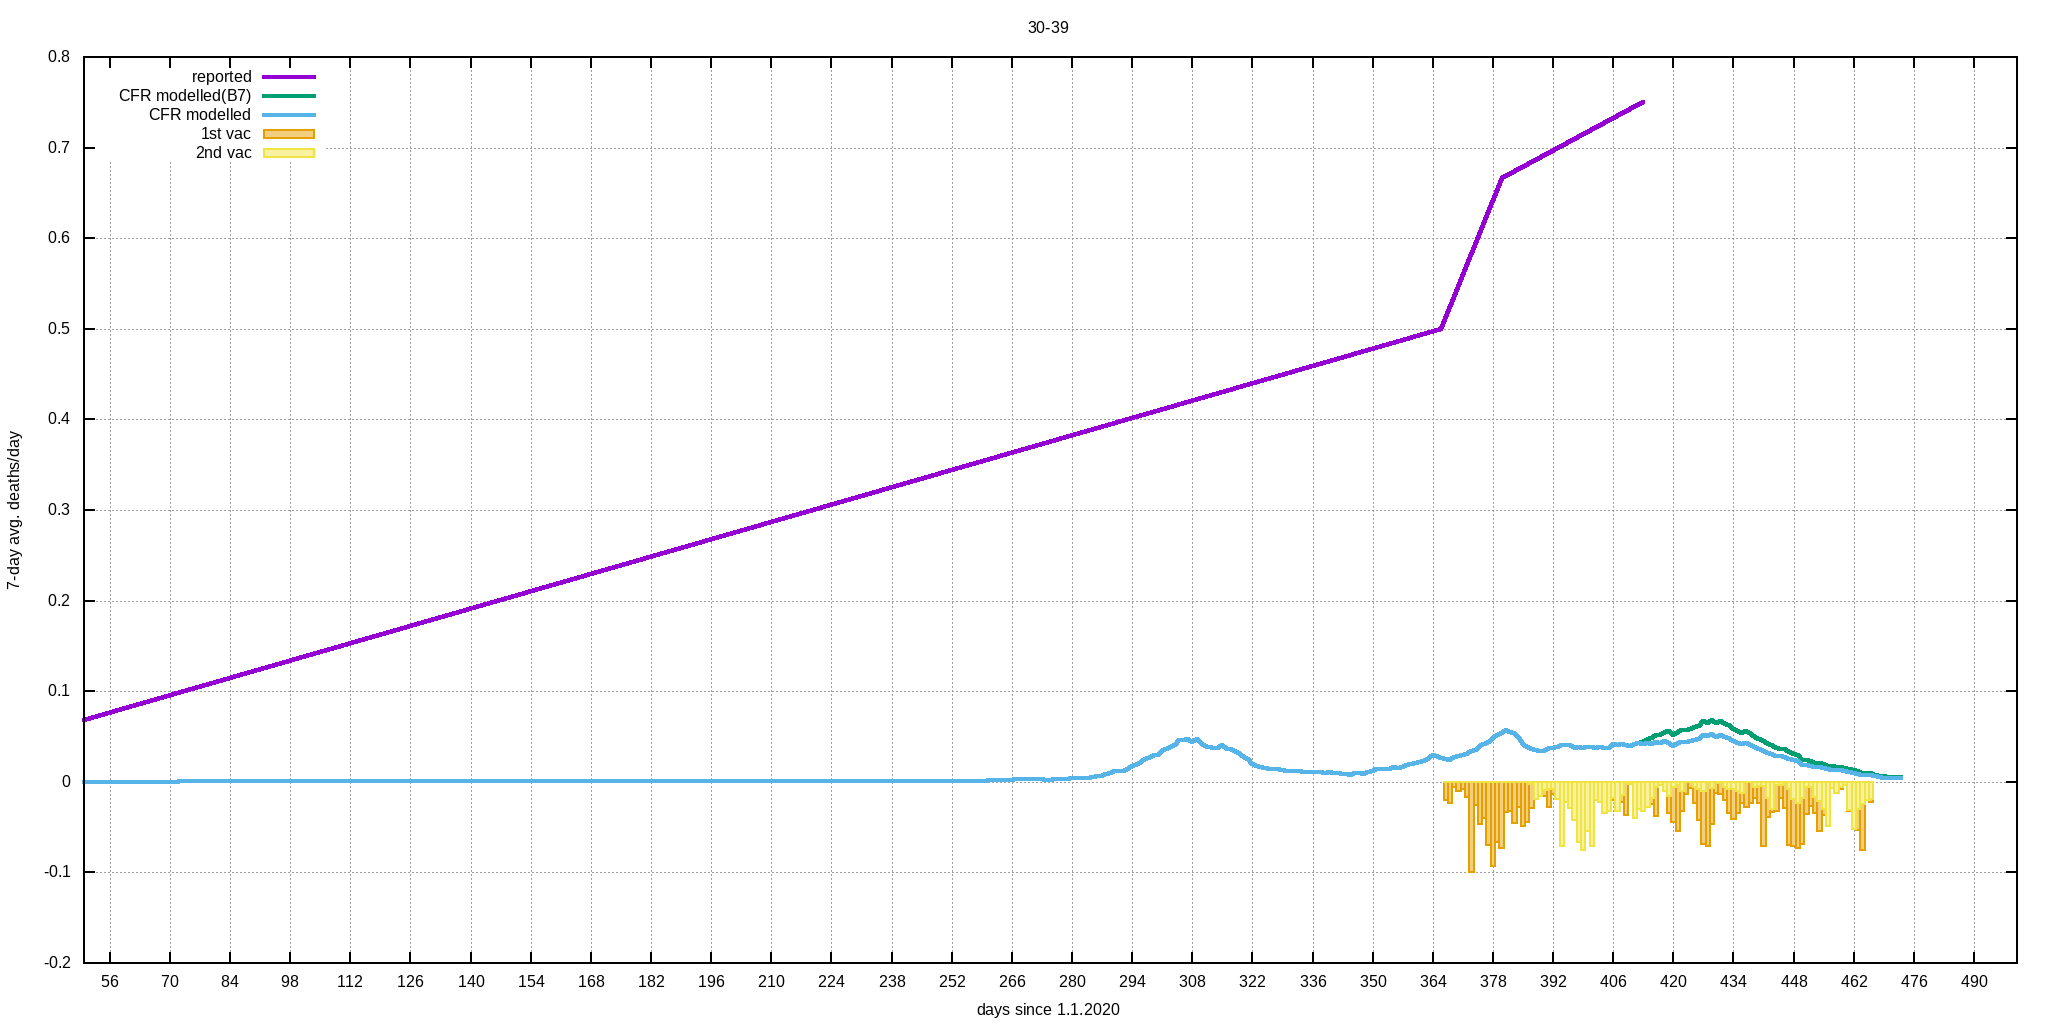 30-39
0.8
0.7
0.6
0.5
0.4
0.3
0.2
0.1
0
-0.1
-0.2
7-day avg. deaths/day
reported
CFR modelled(B7)
CFR modelled
1st vac
2nd vac
56 70 84 98 112 126 140 154 168 182 196 210 224 238 252 266 280 294 308 322 336 350 364 378 392 406 420 434 448 462 476 490
days since 1.1.2020